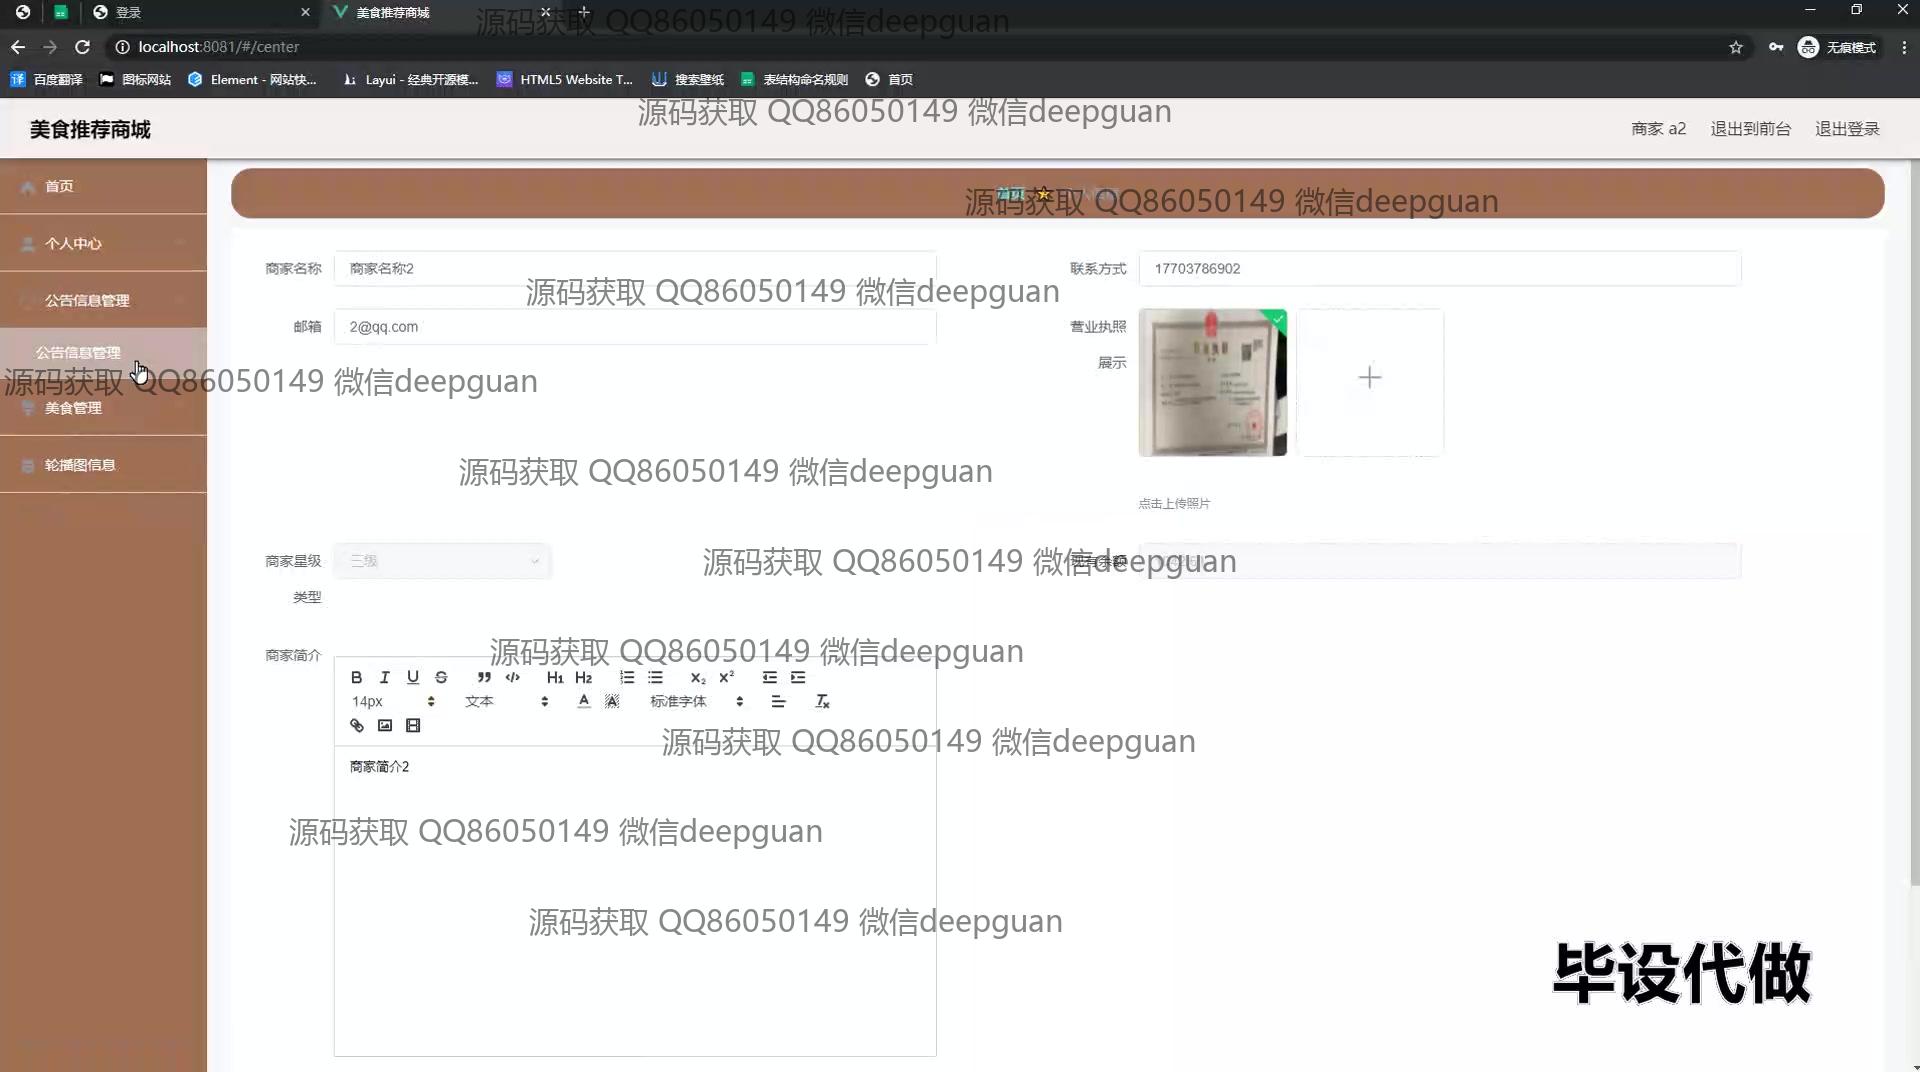 登录
美食推荐商城
源码获取 QQ86050149 微信deepguan
localhost:8081/#/center
无痕模式
百度翻译
图标网站
Element - 网站快...
Layui - 经典开源模...
HTML5 Website T...
搜索壁纸
表结构命名规则
首页
源码获取 QQ86050149 微信deepguan
美食推荐商城
商家 a2
退出到前台
退出登录
首页
首页
源码获取 QQ86050149 微信deepguan
个人中心
商家名称
商家名称2
联系方式
17703786902
公告信息管理
源码获取 QQ86050149 微信deepguan
邮箱
2@qq.com
营业执照
展示
公告信息管理
源码获取 QQ86050149 微信deepguan
美食管理
轮播图信息
源码获取 QQ86050149 微信deepguan
点击上传照片
商家星级
类型
三级
源码获取 QQ86050149 微信deepguan
现有余额
商家简介
源码获取 QQ86050149 微信deepguan
B I U S H1 H2 X2 X2
14px 文本 A A 标准字体 Tx
源码获取 QQ86050149 微信deepguan
商家简介2
源码获取 QQ86050149 微信deepguan
源码获取 QQ86050149 微信deepguan
毕设代做